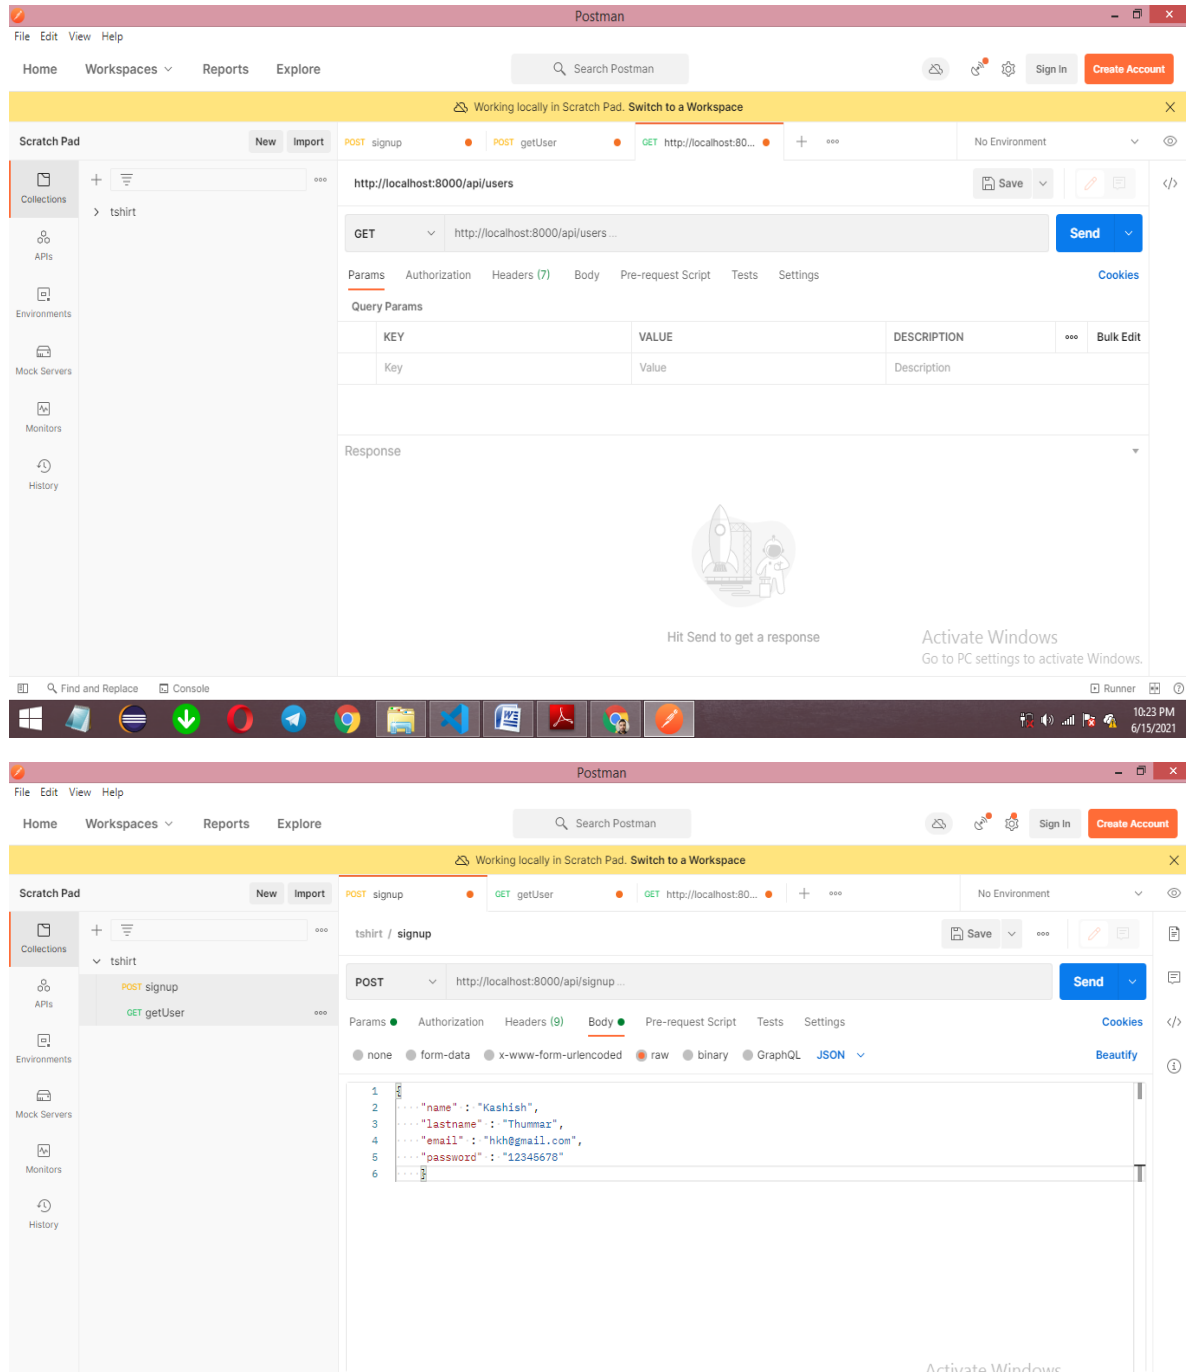 Postman
File Edit View Help
Home Workspaces Reports Explore Search Postman Sign In Create Account
Working locally in Scratch Pad. Switch to a Workspace
Scratch Pad New Import POST signup POST getUser GET http://localhost:80... No Environment
Collections
http://localhost:8000/api/users Save
tshirt
GET http://localhost:8000/api/users ... Send
APIs
Params Authorization Headers (7) Body Pre-request Script Tests Settings Cookies
Environments
Query Params
KEY VALUE DESCRIPTION Bulk Edit
Key Value Description
Mock Servers
Monitors
Response
History
Hit Send to get a response
Activate Windows
Go to PC settings to activate Windows.
Find and Replace Console Runner
10:23 PM
6/15/2021
Postman
File Edit View Help
Home Workspaces Reports Explore Search Postman Sign In Create Account
Working locally in Scratch Pad. Switch to a Workspace
Scratch Pad New Import POST signup GET getUser GET http://localhost:80... No Environment
Collections
tshirt / signup Save
tshirt
POST signup
GET getUser
POST http://localhost:8000/api/signup ... Send
APIs
Params Authorization Headers (9) Body Pre-request Script Tests Settings Cookies
Environments
none form-data x-www-form-urlencoded raw binary GraphQL JSON Beautify
Mock Servers
Monitors
History
1 {
2 "name" : "Kashish",
3 "lastname" : "Thummar",
4 "email" : "hkh@gmail.com",
5 "password" : "12345678"
6 }
Activate Windows